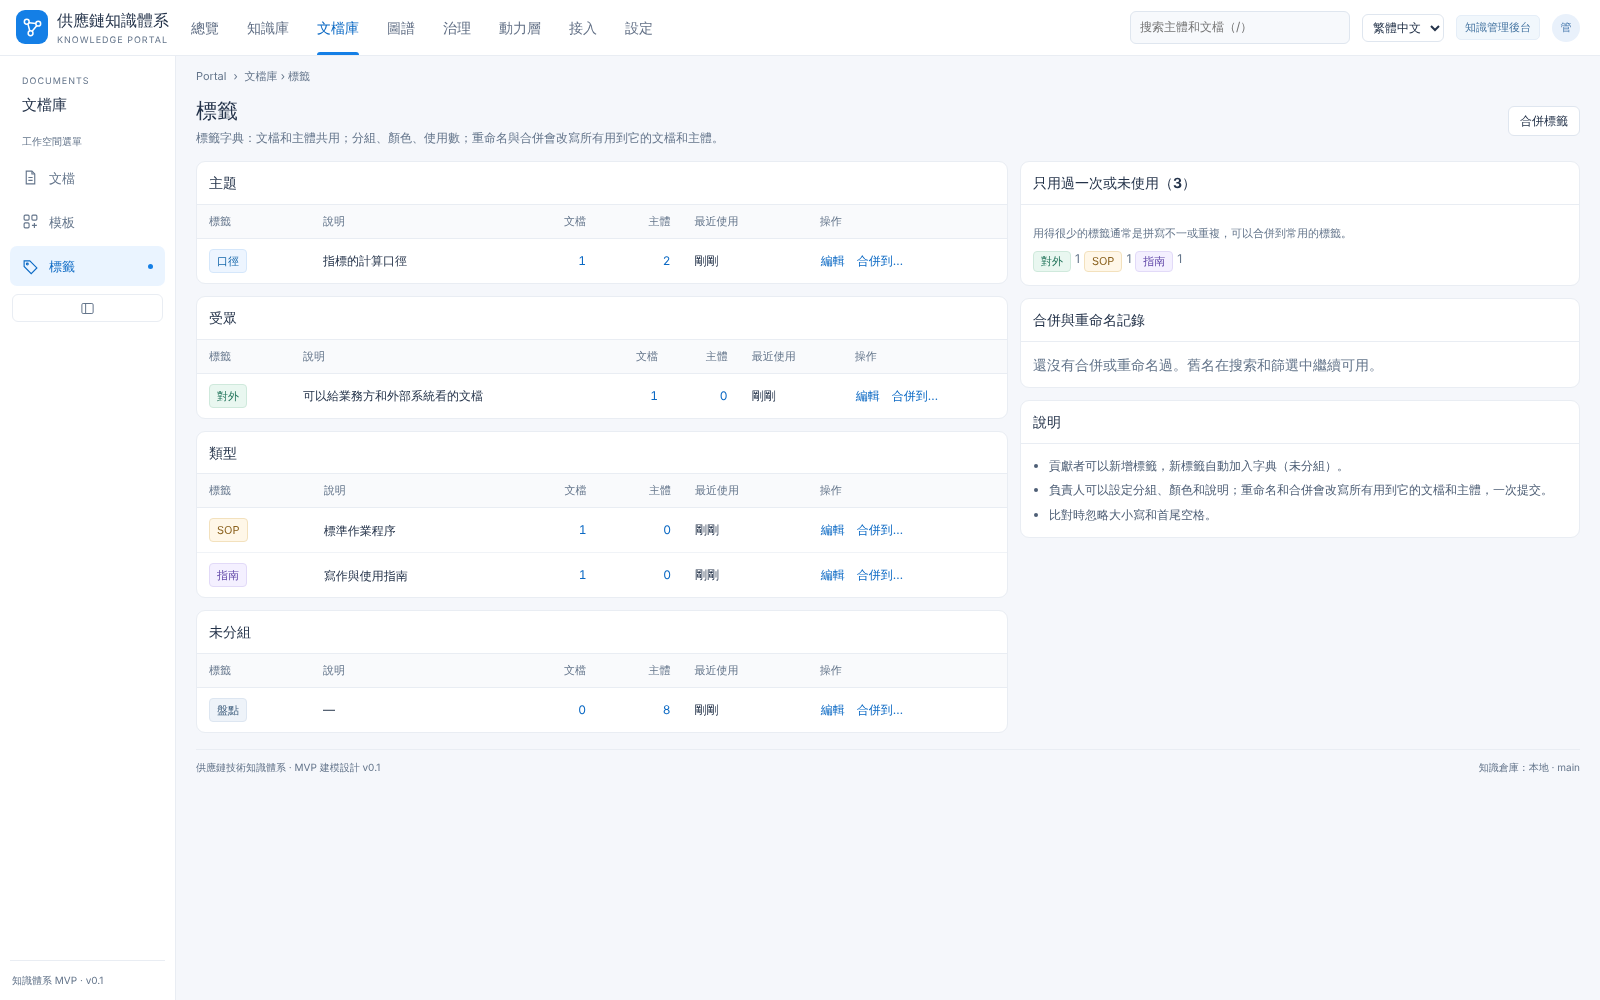 供應鏈知識體系
KNOWLEDGE PORTAL
總覽 知識庫 文檔庫 圖譜 治理 動力層 接入 設定
搜索主體和文檔（/）
繁體中文
知識管理後台
管
DOCUMENTS
文檔庫
工作空間選單
文檔
模板
標籤
知識體系 MVP · v0.1
Portal › 文檔庫 › 標籤
標籤
標籤字典：文檔和主體共用；分組、顏色、使用數；重命名與合併會改寫所有用到它的文檔和主體。
合併標籤
主題
標籤 說明 文檔 主體 最近使用 操作
口徑 指標的計算口徑 1 2 剛剛 編輯 合併到…
受眾
標籤 說明 文檔 主體 最近使用 操作
對外 可以給業務方和外部系統看的文檔 1 0 剛剛 編輯 合併到…
類型
標籤 說明 文檔 主體 最近使用 操作
SOP 標準作業程序 1 0 剛剛 編輯 合併到…
指南 寫作與使用指南 1 0 剛剛 編輯 合併到…
未分組
標籤 說明 文檔 主體 最近使用 操作
盤點 — 0 8 剛剛 編輯 合併到…
只用過一次或未使用（3）
用得很少的標籤通常是拼寫不一或重複，可以合併到常用的標籤。
對外 1 SOP 1 指南 1
合併與重命名記錄
還沒有合併或重命名過。舊名在搜索和篩選中繼續可用。
說明
• 貢獻者可以新增標籤，新標籤自動加入字典（未分組）。
• 負責人可以設定分組、顏色和說明；重命名和合併會改寫所有用到它的文檔和主體，一次提交。
• 比對時忽略大小寫和首尾空格。
供應鏈技術知識體系 · MVP 建模設計 v0.1
知識倉庫：本地 · main